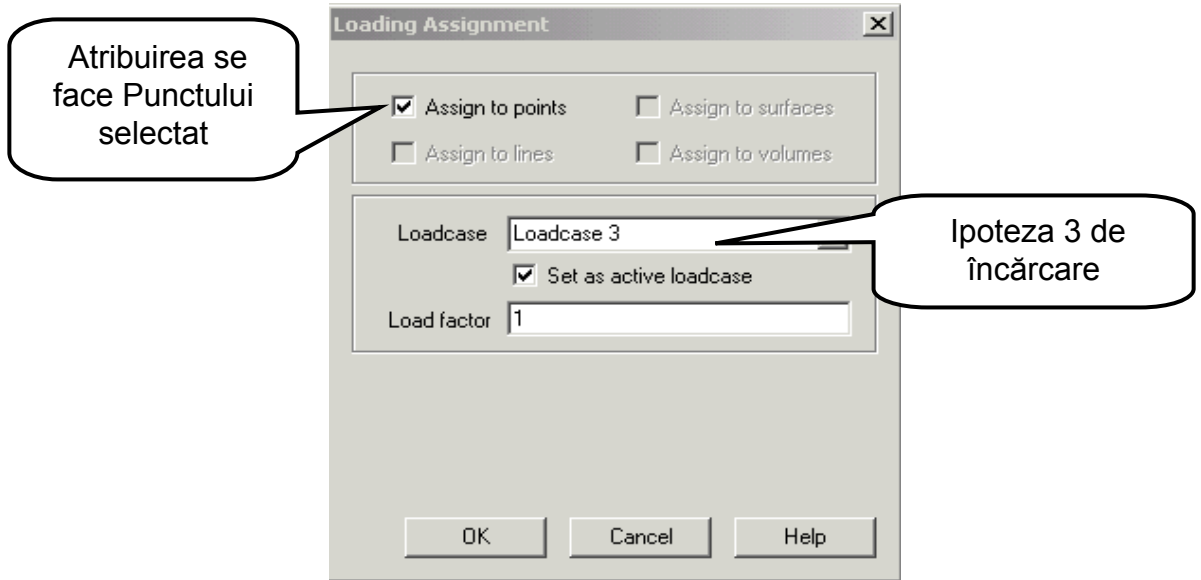 Loading Assignment
Atribuirea se
face Punctului
selectat
Assign to points
Assign to surfaces
Assign to lines
Assign to volumes
Loadcase
Loadcase 3
Ipoteza 3 de
încărcare
Set as active loadcase
Load factor
1
OK
Cancel
Help